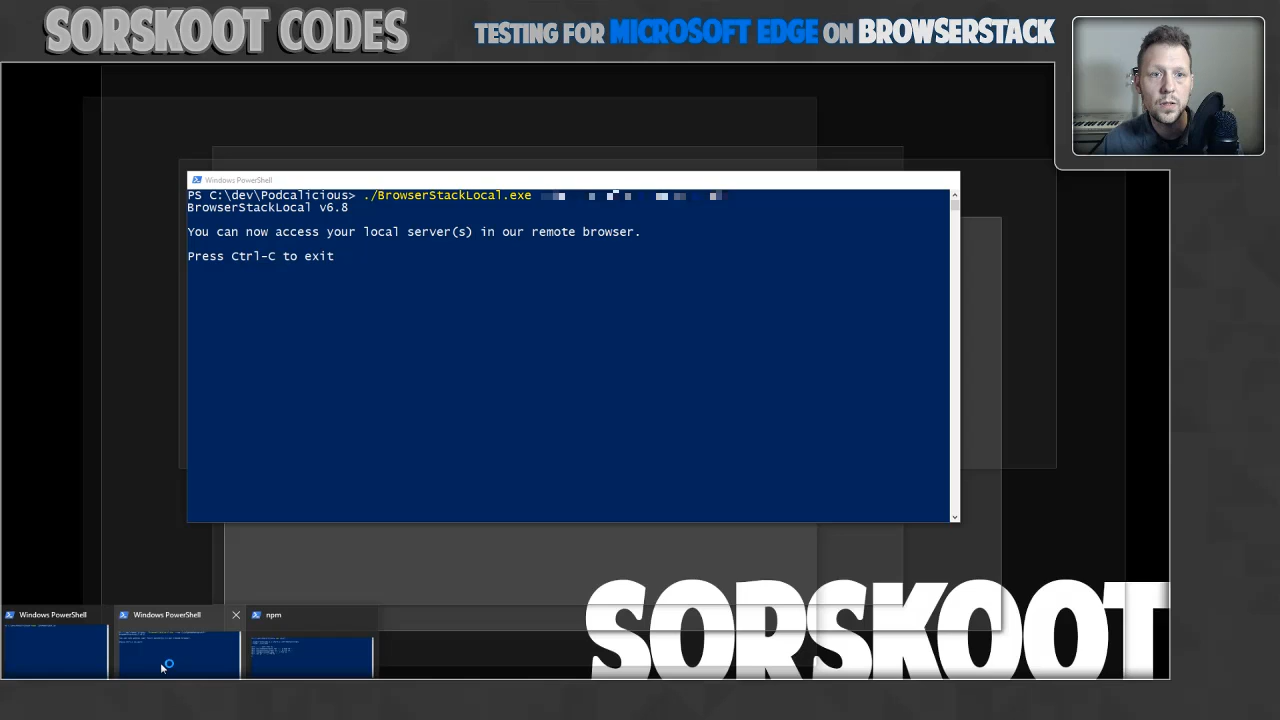 SORSKOOT CODES
TESTING FOR MICROSOFT EDGE ON BROWSERSTACK
Windows PowerShell
PS C:\dev\Podcalicious> ./BrowserStackLocal.exe
BrowserStackLocal v6.8
You can now access your local server(s) in our remote browser.
Press Ctrl-C to exit
Windows PowerShell
Windows PowerShell
npm
SORSKOOT